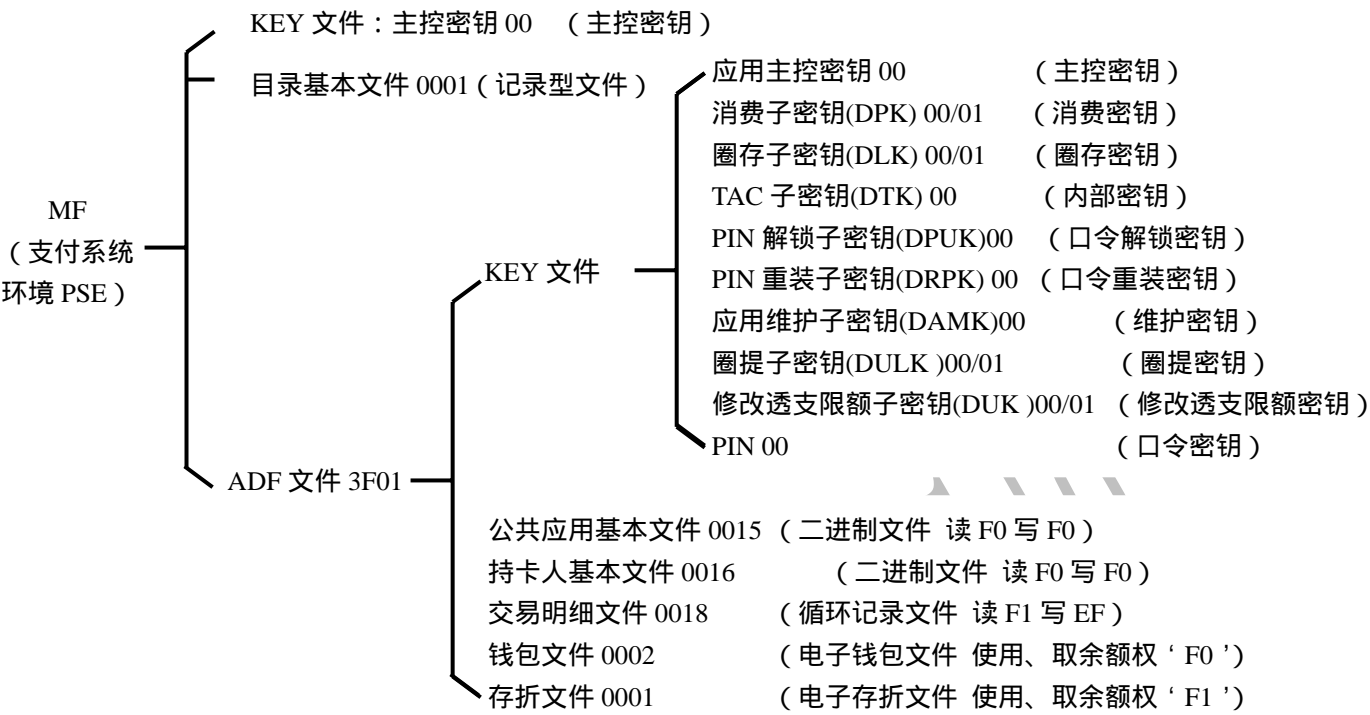 KEY 文件：主控密钥 00 （主控密钥）
目录基本文件 0001（记录型文件）
应用主控密钥 00 （主控密钥）
消费子密钥(DPK) 00/01 （消费密钥）
圈存子密钥(DLK) 00/01 （圈存密钥）
TAC 子密钥(DTK) 00 （内部密钥）
PIN 解锁子密钥(DPUK)00 （口令解锁密钥）
PIN 重装子密钥(DRPK) 00 （口令重装密钥）
应用维护子密钥(DAMK)00 （维护密钥）
圈提子密钥(DULK )00/01 （圈提密钥）
修改透支限额子密钥(DUK )00/01 （修改透支限额密钥）
PIN 00 （口令密钥）
MF
（支付系统
环境 PSE）
KEY 文件
ADF 文件 3F01
公共应用基本文件 0015 （二进制文件 读 F0 写 F0）
持卡人基本文件 0016 （二进制文件 读 F0 写 F0）
交易明细文件 0018 （循环记录文件 读 F1 写 EF）
钱包文件 0002 （电子钱包文件 使用、取余额权‘F0’）
存折文件 0001 （电子存折文件 使用、取余额权‘F1’）